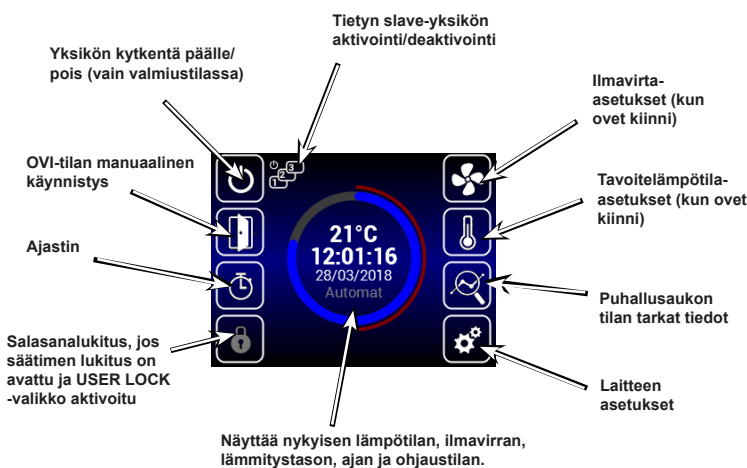 Tietyn slave-yksikön
aktivointi/deaktivointi
Yksikön kytkentä päälle/
pois (vain valmiustilassa)
Ilmavirta-
asetukset (kun
ovet kiinni)
OVI-tilan manuaalinen
käynnistys
Tavoitelämpötila-
asetukset (kun ovet
kiinni)
Ajastin
Puhallusaukon
tilan tarkat tiedot
Salasanalukitus, jos
säätimen lukitus on
avattu ja USER LOCK
-valikko aktivoitu
Laitteen
asetukset
1 2 3
21°C
12:01:16
28/03/2018
Automat
Näyttää nykyisen lämpötilan, ilmavirran,
lämmitystason, ajan ja ohjaustilan.